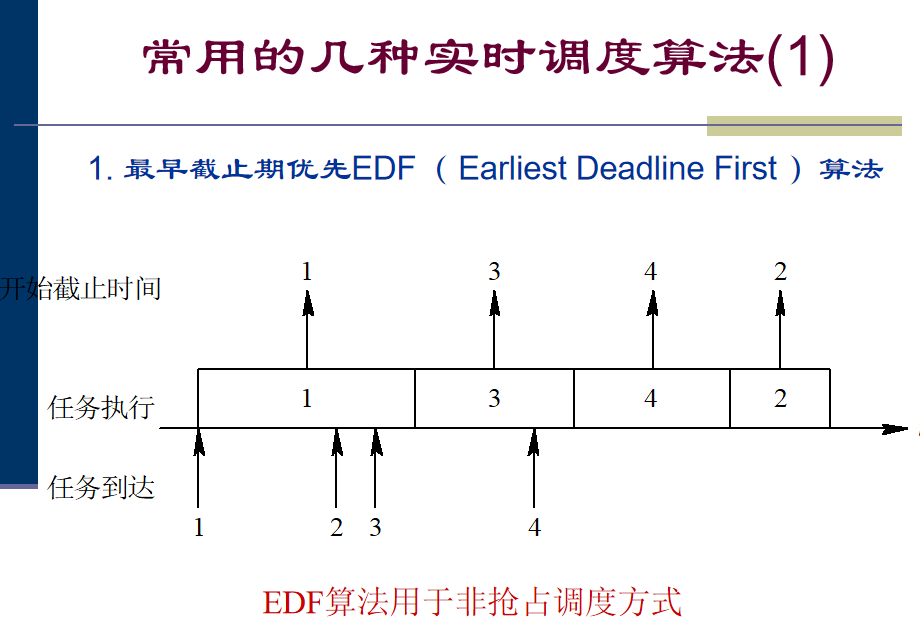 常用的几种实时调度算法(1)
1. 最早截止期优先EDF （ Earliest Deadline First ） 算法
1 3 4 2
开始截止时间
1 3 4 2
任务执行
任务到达
1 2 3 4
EDF算法用于非抢占调度方式